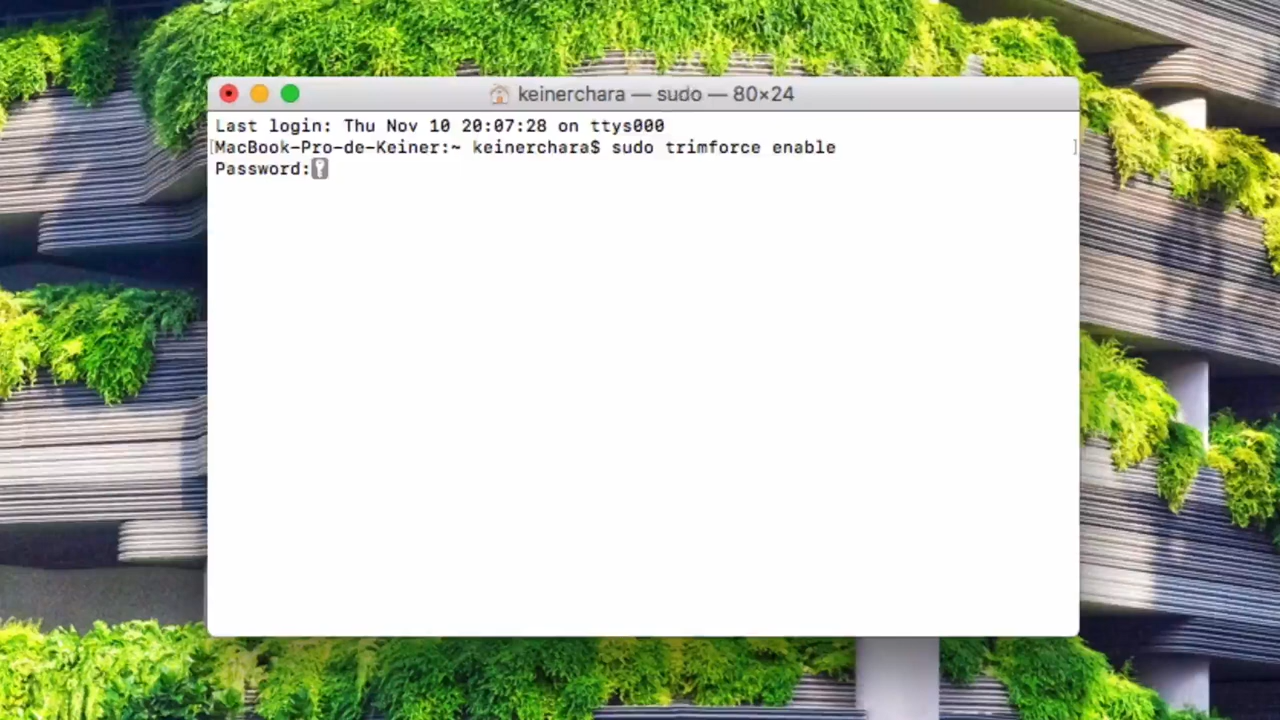 keinerchara — sudo — 80×24
Last login: Thu Nov 10 20:07:28 on ttys000
[MacBook-Pro-de-Keiner:~ keinerchara$ sudo trimforce enable ]
Password: